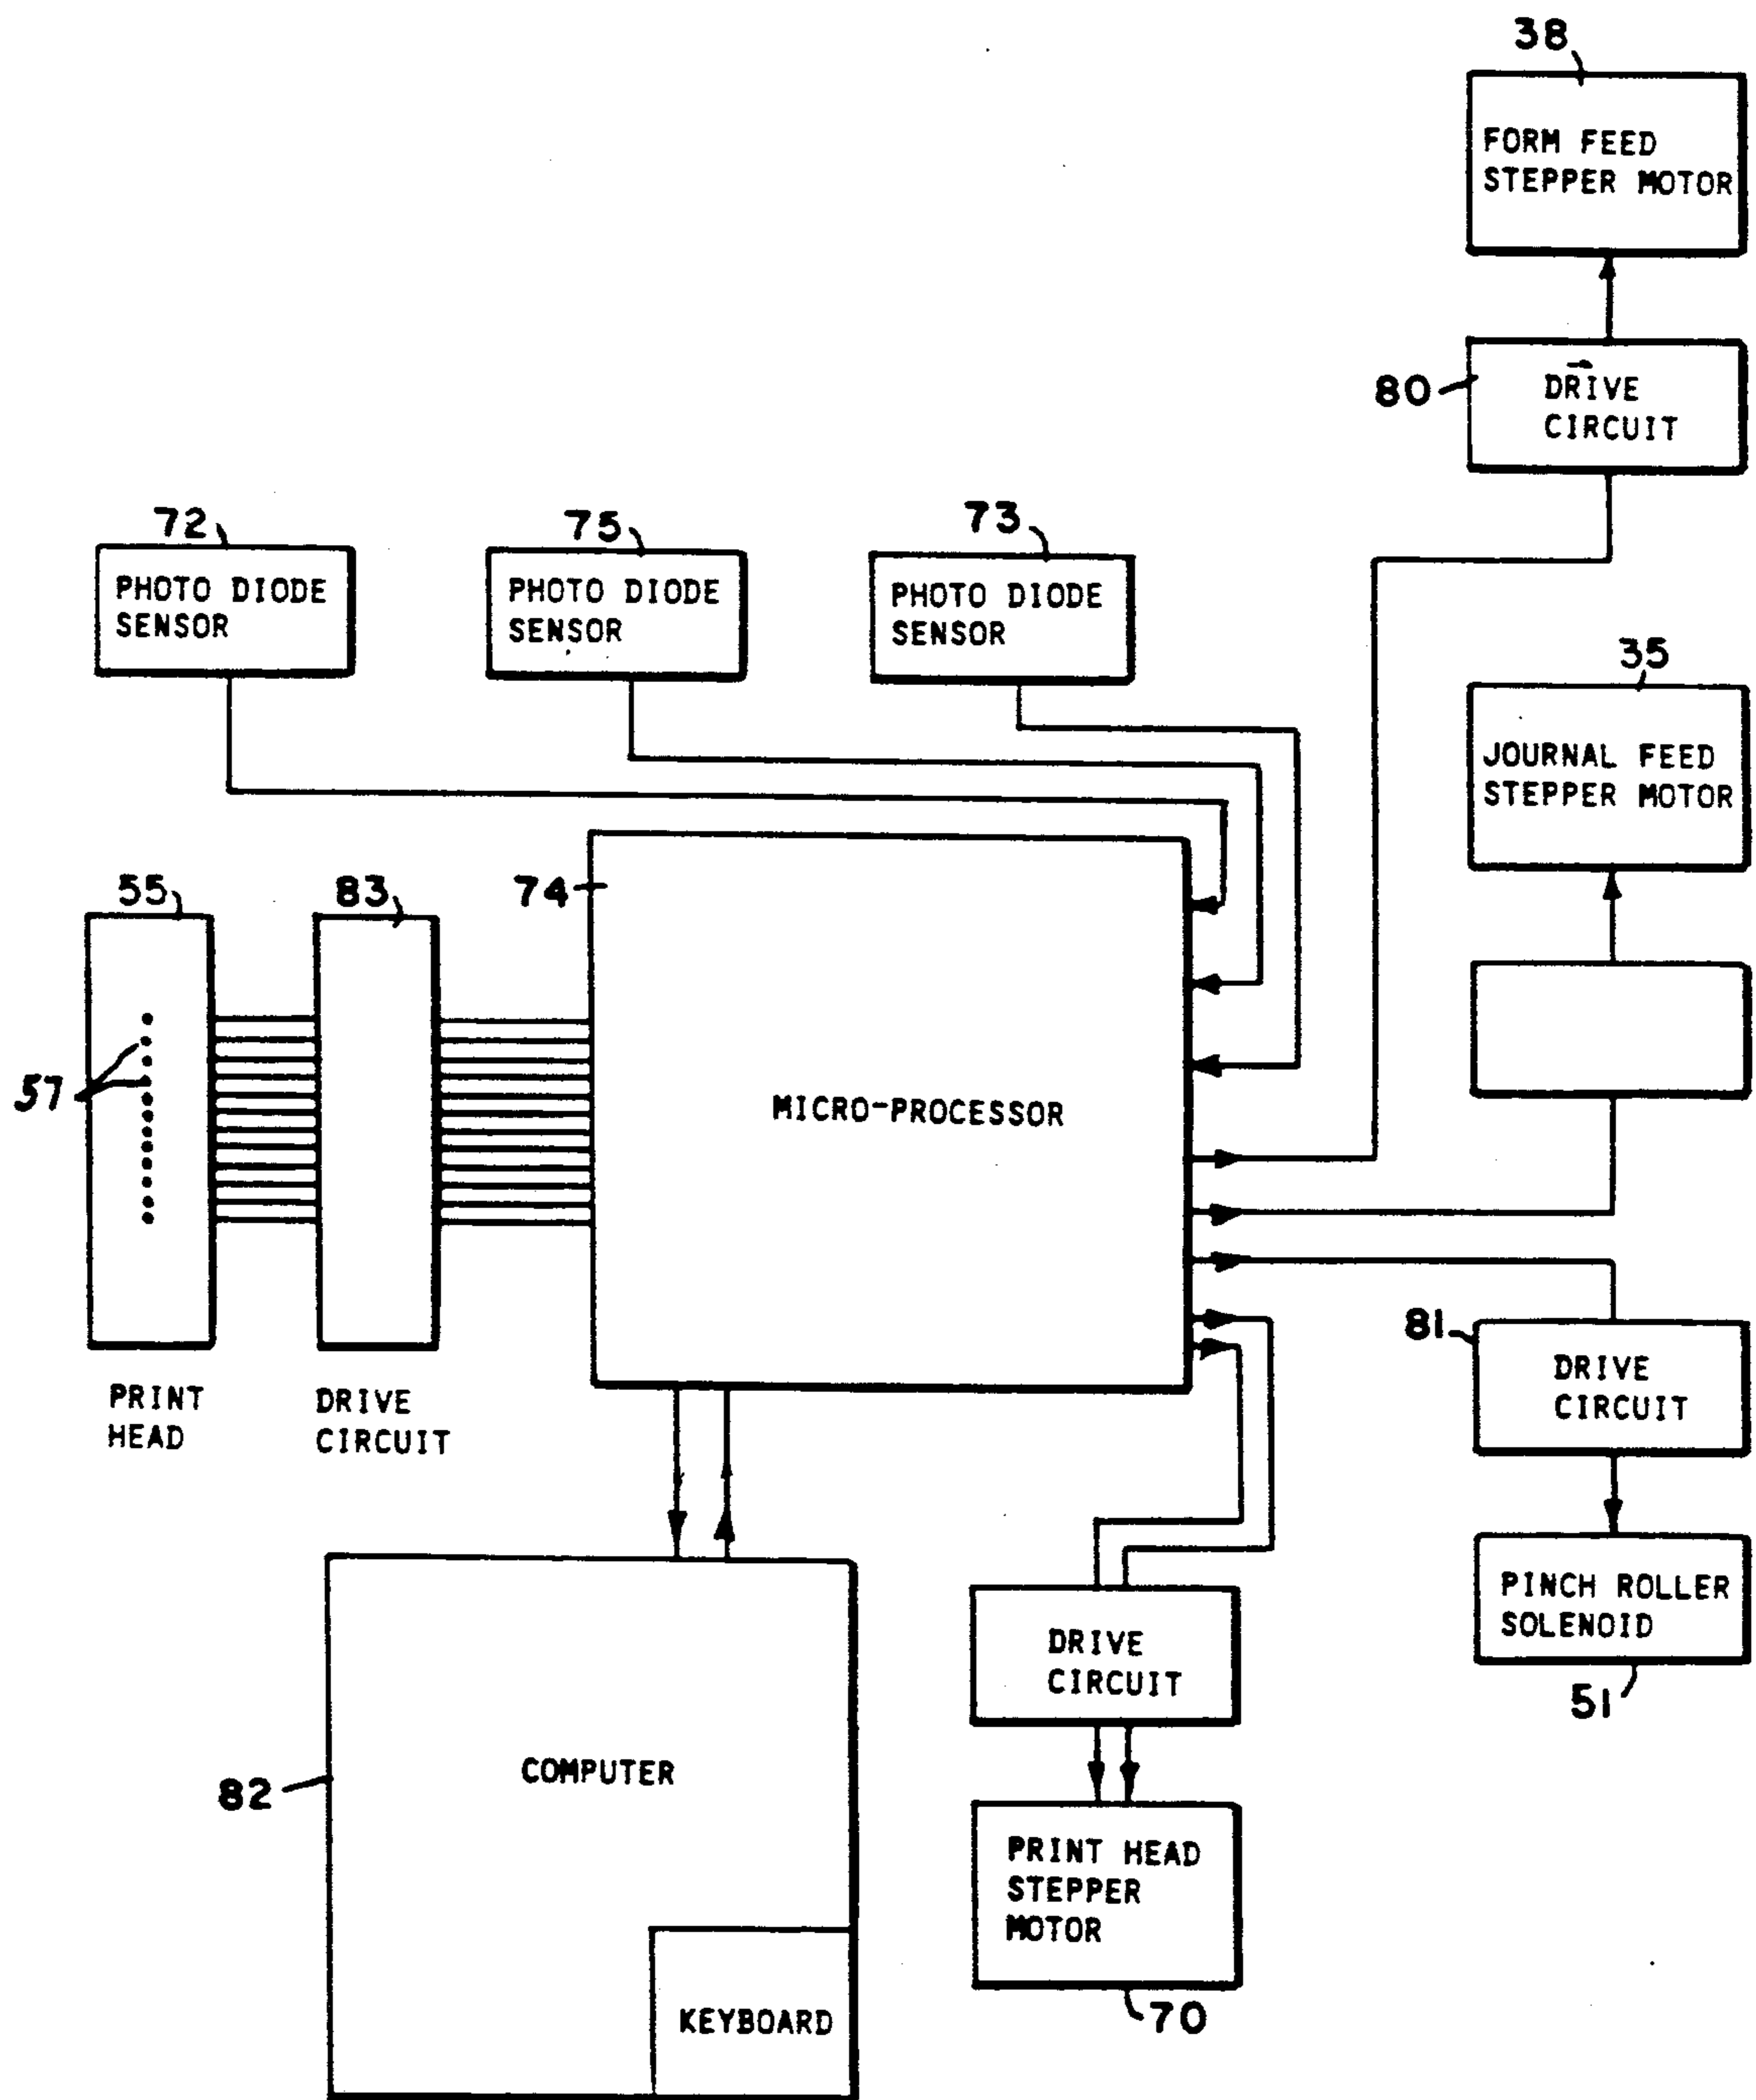 38
FORM FEED
STEPPER MOTOR
80
DRIVE
CIRCUIT
72
75
73
PHOTO DIODE
SENSOR
PHOTO DIODE
SENSOR
PHOTO DIODE
SENSOR
35
JOURNAL FEED
STEPPER MOTOR
55
83
74
57
MICRO-PROCESSOR
PRINT
HEAD
DRIVE
CIRCUIT
81
DRIVE
CIRCUIT
PINCH ROLLER
SOLENOID
51
DRIVE
CIRCUIT
82
COMPUTER
PRINT HEAD
STEPPER
MOTOR
70
KEYBOARD